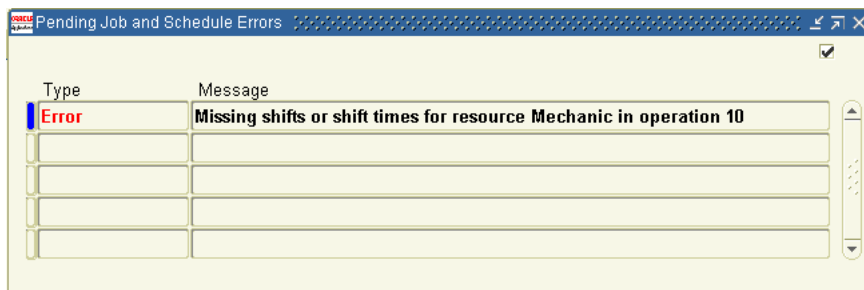 ORACLE
Pending Job and Schedule Errors
Type Message
Error Missing shifts or shift times for resource Mechanic in operation 10